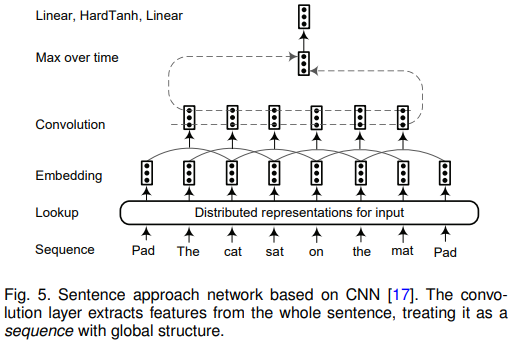 Linear, HardTanh, Linear
Max over time
Convolution
Embedding
Lookup
Distributed representations for input
Sequence
Pad The cat sat on the mat Pad
Fig. 5. Sentence approach network based on CNN [17]. The convo-
lution layer extracts features from the whole sentence, treating it as a
sequence with global structure.